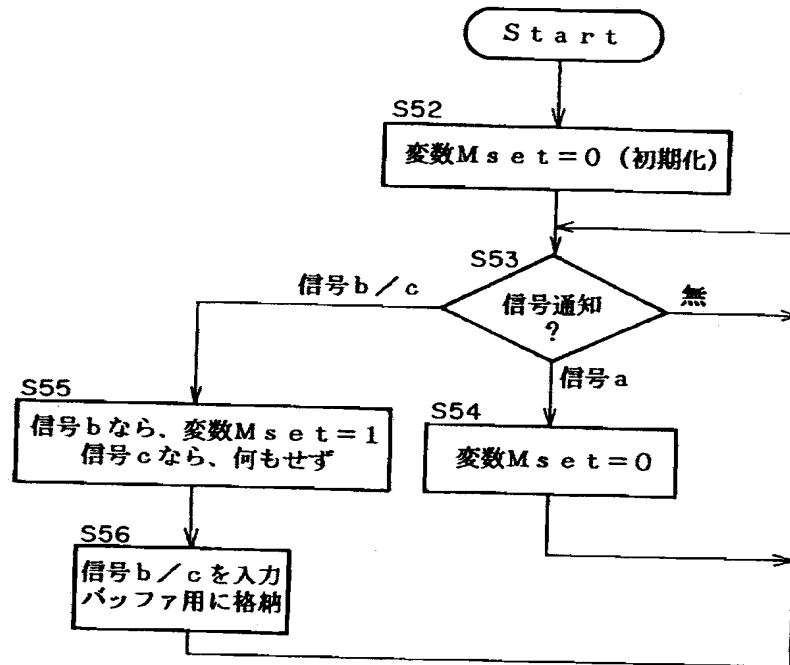 Start
S52
変数Mset=0 (初期化)
S53
信号b/c
信号通知
?
無
信号a
S55
信号bなら、変数Mset=1
信号cなら、何もせず
S54
変数Mset=0
S56
信号b/cを入力
バッファ用に格納